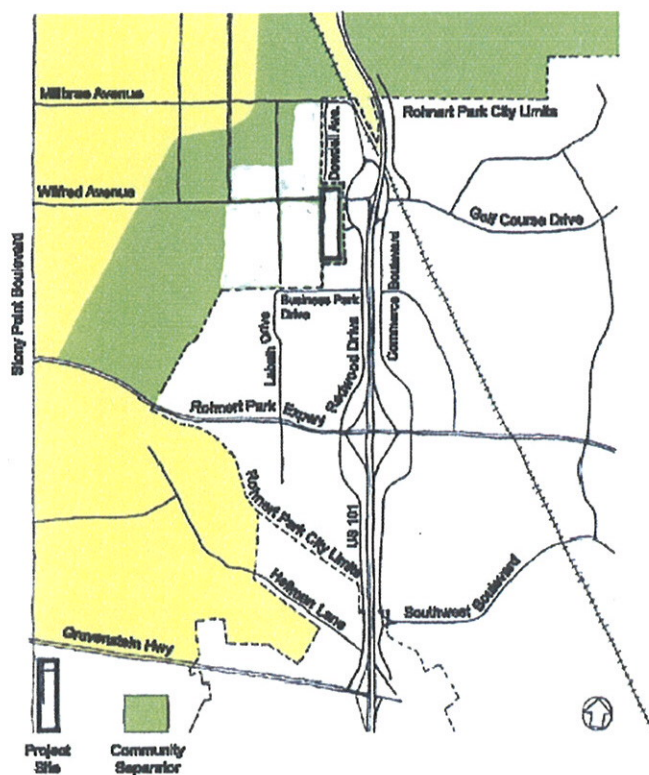 Millbrae Avenue
Rohnert Park City Limits
Dowdell Ave.
Wilfred Avenue
Golf Course Drive
Stony Point Boulevard
Business Park
Drive
Labath Drive
Redwood Drive
Commerce Boulevard
Rohnert Park Expwy
Rohnert Park City Limits
US 101
Hellman Lane
Southwest Boulevard
Gravenstein Hwy
Project
Site
Community
Separator